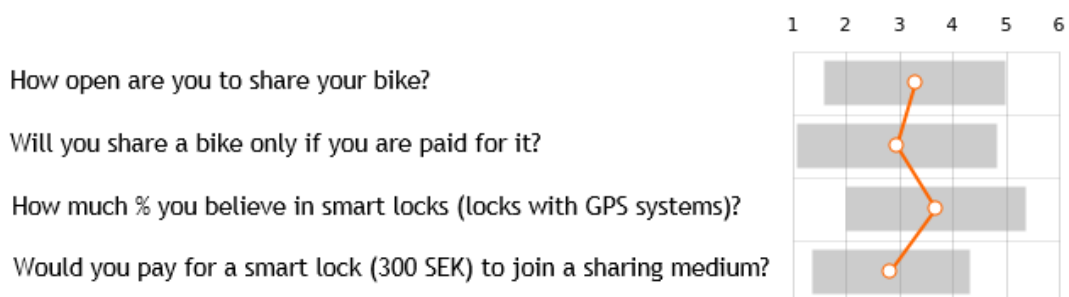 1 2 3 4 5 6
How open are you to share your bike?
Will you share a bike only if you are paid for it?
How much % you believe in smart locks (locks with GPS systems)?
Would you pay for a smart lock (300 SEK) to join a sharing medium?